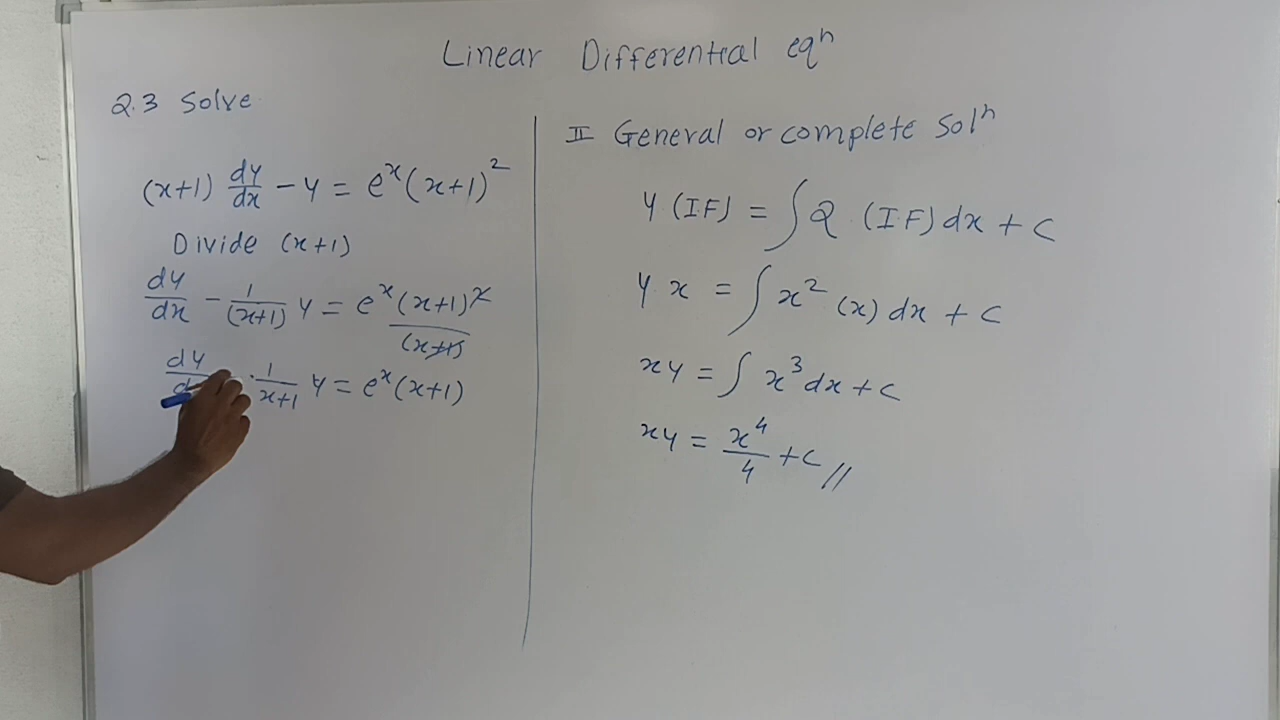 Linear Differential eqⁿ
Q.3 Solve
(x+1) dy/dx - y = eˣ(x+1)²
Divide (x+1)
dy/dx - 1/(x+1) y = eˣ(x+1)²/(x+1)
1/x+1 y = eˣ(x+1)
II General or complete solⁿ
y (IF) = ∫Q (IF) dx + c
y x = ∫x² (x) dx + c
xy = ∫x³dx + c
xy = x⁴/4 + c //